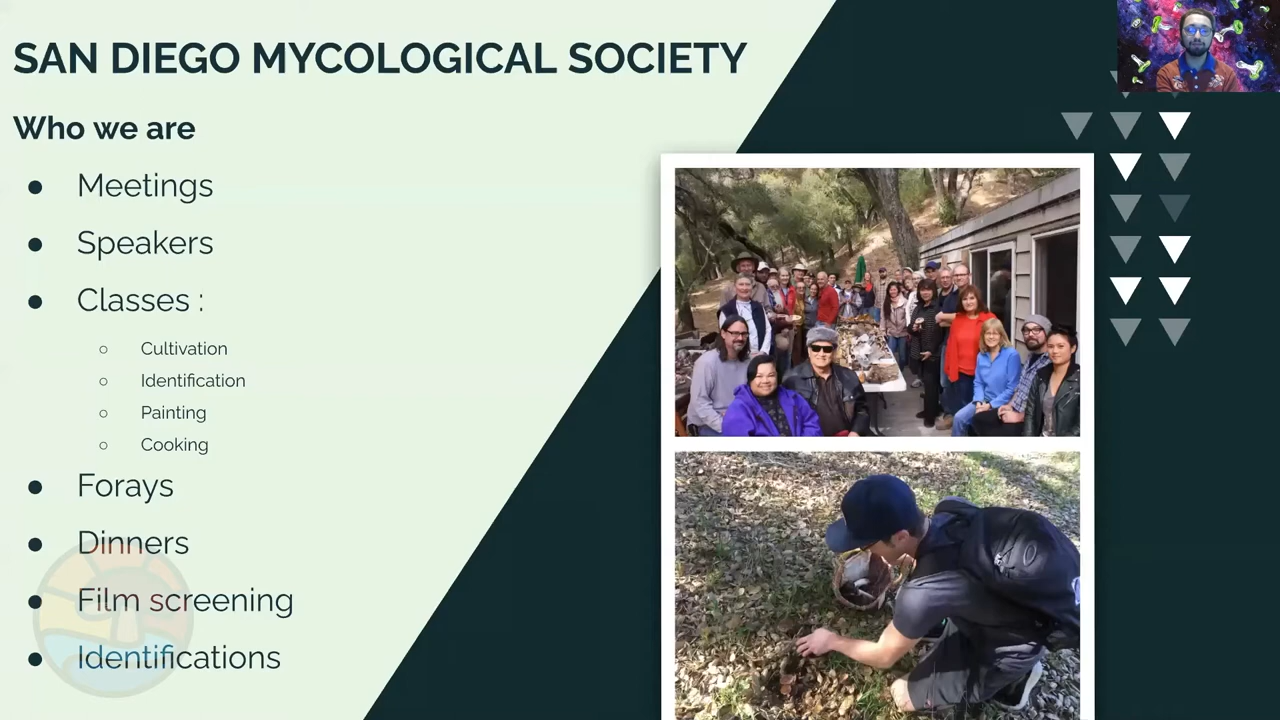 SAN DIEGO MYCOLOGICAL SOCIETY
Who we are
● Meetings
● Speakers
● Classes :
○ Cultivation
○ Identification
○ Painting
○ Cooking
● Forays
● Dinners
● Film screening
● Identifications